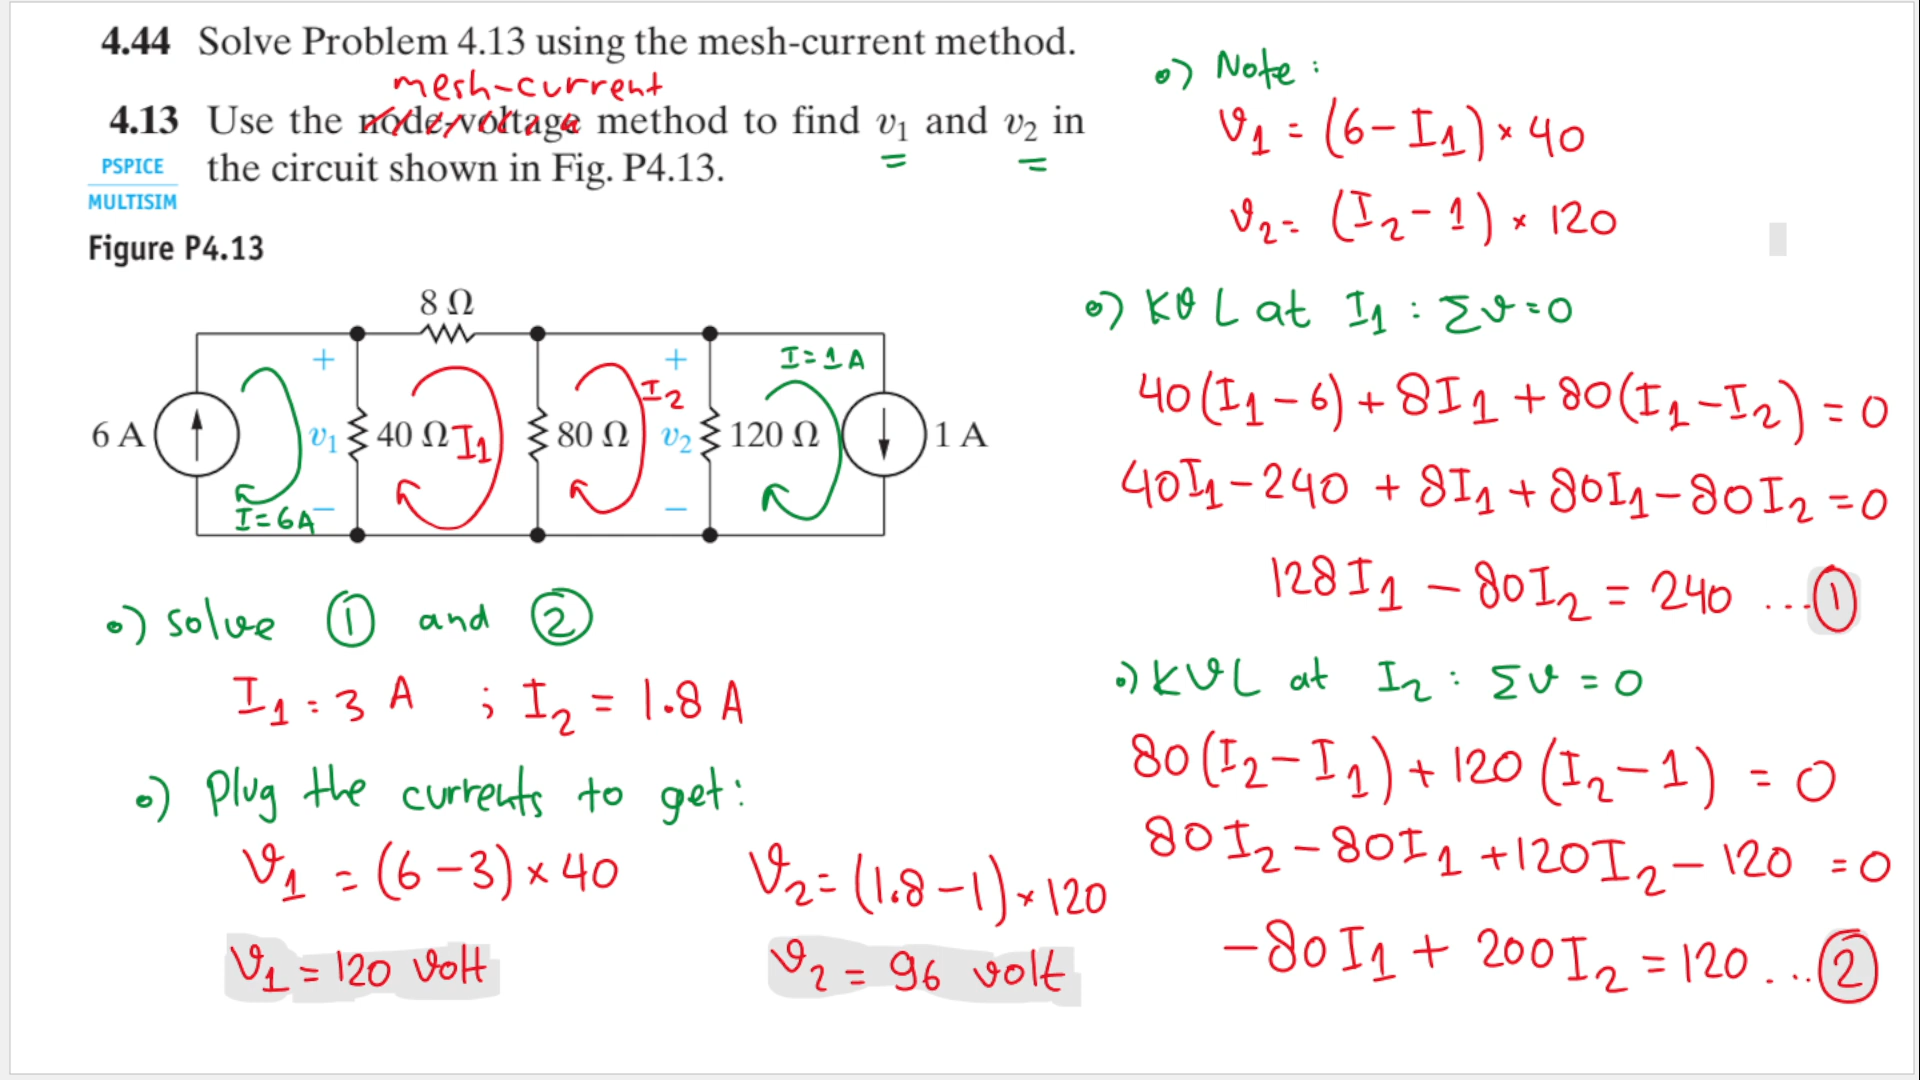 4.44 Solve Problem 4.13 using the mesh-current method.
mesh-current
4.13 Use the node-voltage method to find v₁ and v₂ in
PSPICE
the circuit shown in Fig. P4.13.
MULTISIM
Figure P4.13
8 Ω
+ + I=1A
I2
6 A v₁ 40 Ω I1 80 Ω v₂ 120 Ω 1 A
I=6A − −
•) solve ① and ②
I1 = 3 A ; I2 = 1.8 A
•) Plug the currents to get:
v1 = (6-3)×40
v1 = 120 volt
v2 = (1.8-1)×120
v2 = 96 volt
•) Note:
v1 = (6-I1)×40
v2 = (I2-1)×120
•) KVL at I1 : Σv=0
40(I1-6)+8I1+80(I1-I2)=0
40I1-240+8I1+80I1-80I2=0
128I1-80I2=240 ...①
•) KVL at I2 : Σv=0
80(I2-I1)+120(I2-1)=0
80I2-80I1+120I2-120=0
-80I1+200I2=120...②